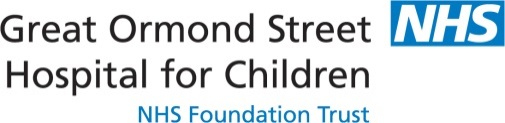 Great Ormond Street NHS
Hospital for Children
NHS Foundation Trust